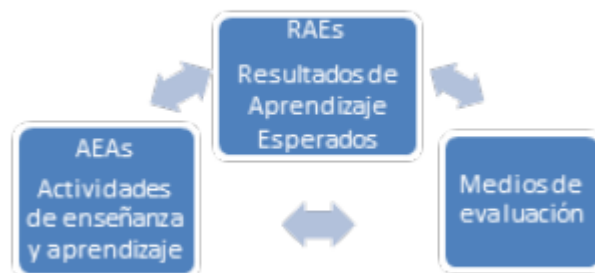 RAEs
Resultados de
Aprendizaje
Esperados
AEAs
Actividades
de enseñanza
y aprendizaje
Medios de
evaluación